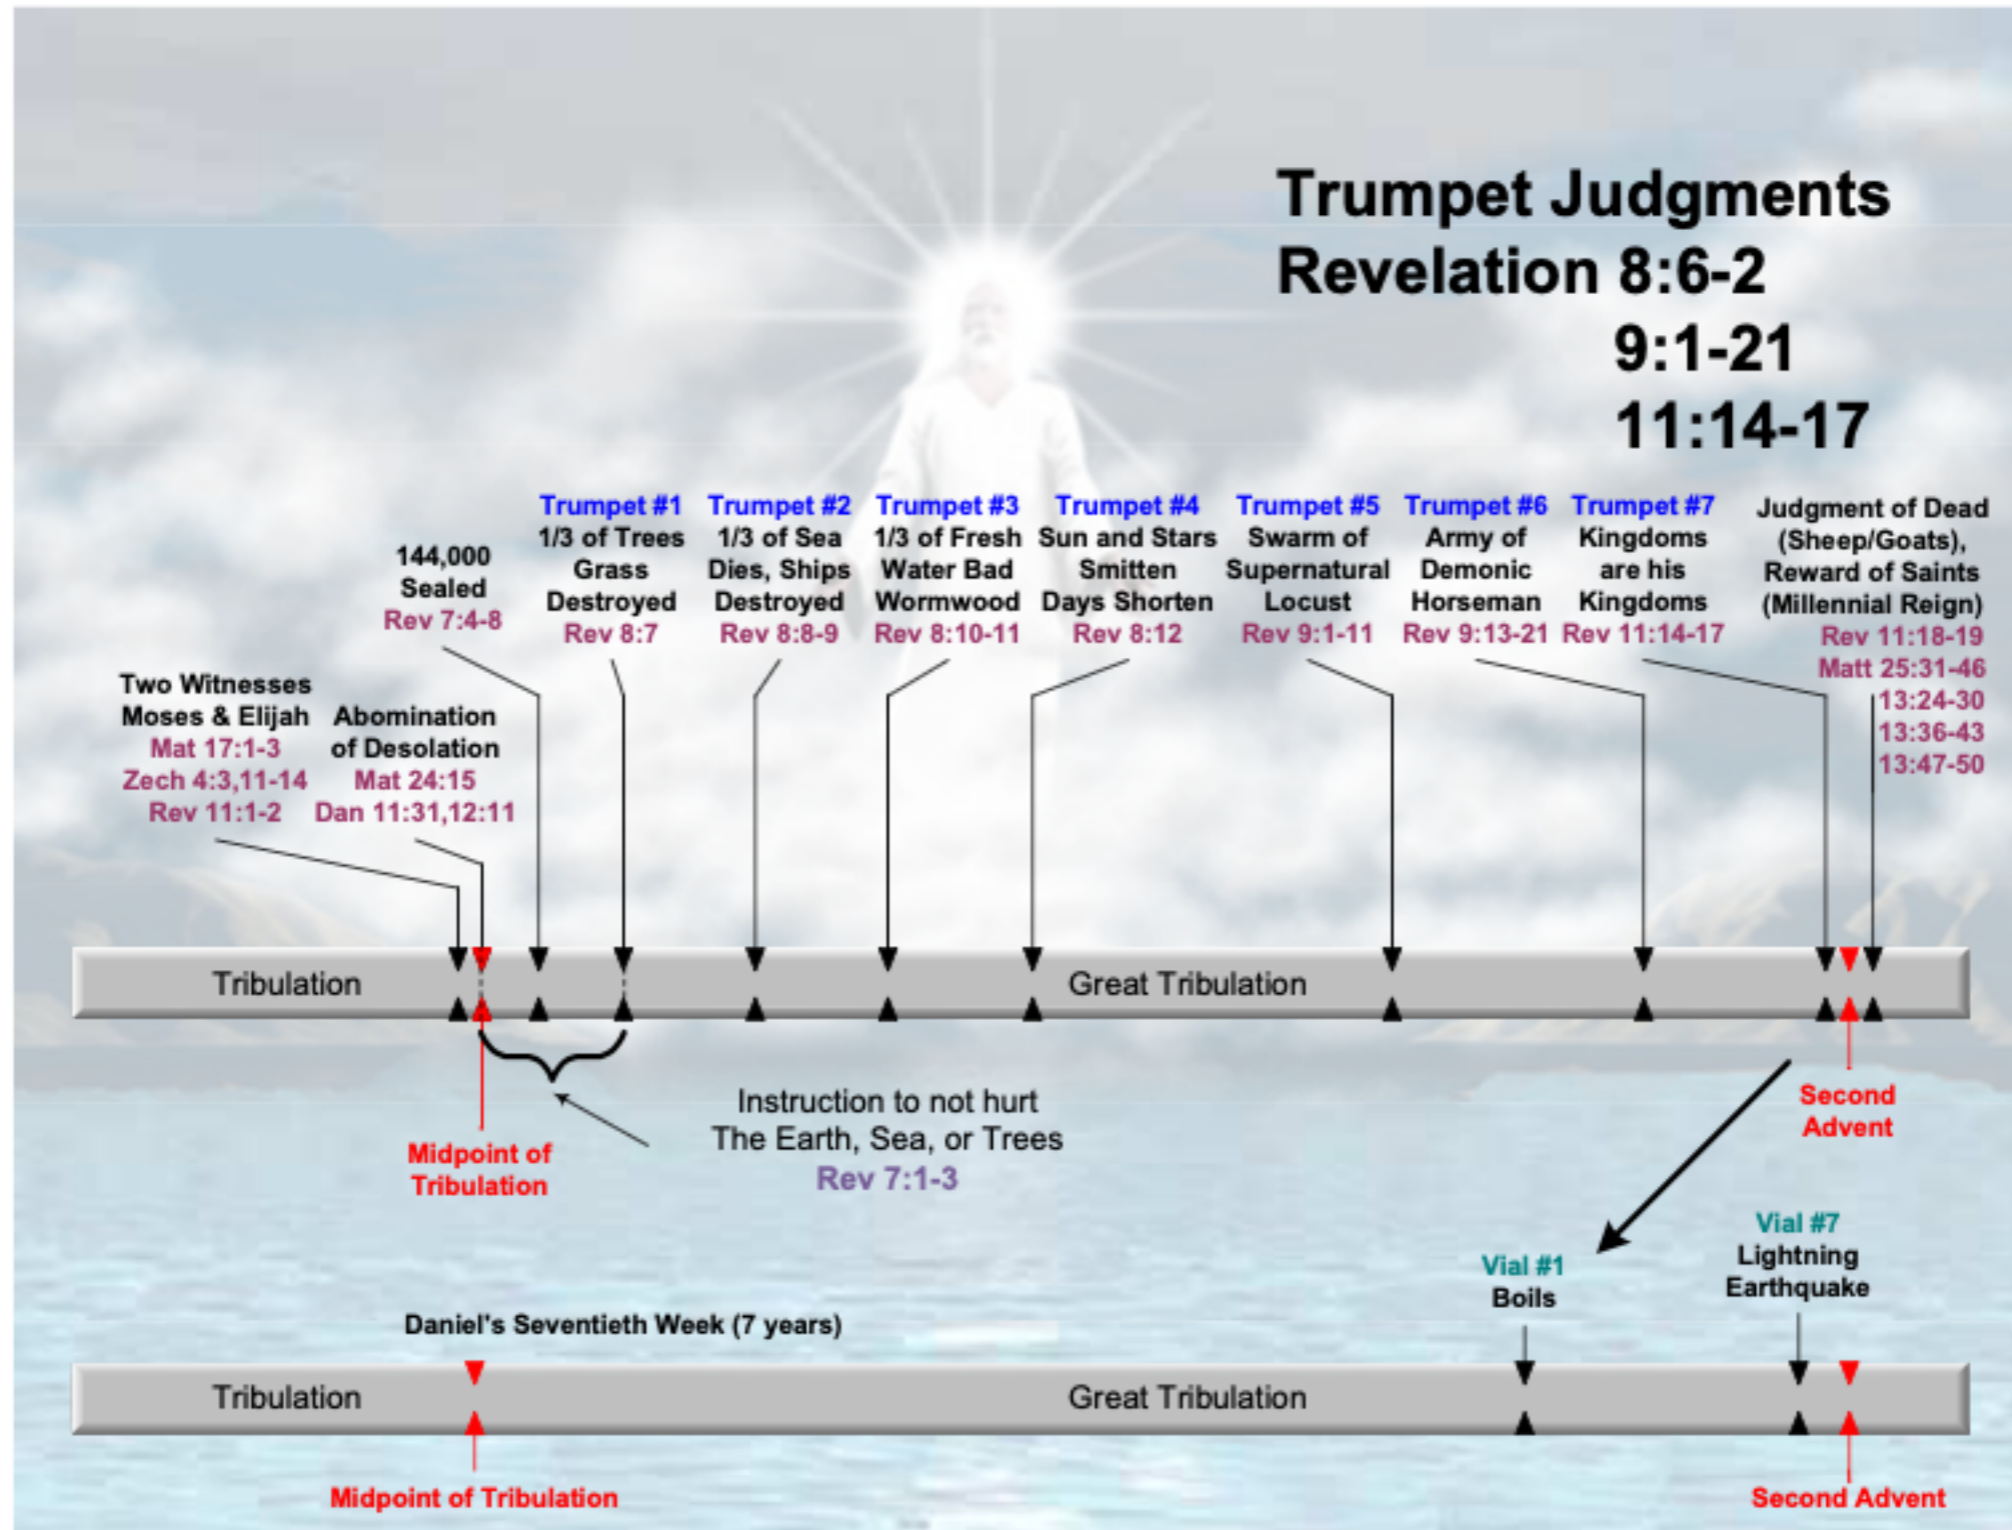 Trumpet Judgments
Revelation 8:6-2
9:1-21
11:14-17
Two Witnesses
Moses & Elijah
Mat 17:1-3
Zech 4:3,11-14
Rev 11:1-2
Abomination
of Desolation
Mat 24:15
Dan 11:31,12:11
144,000
Sealed
Rev 7:4-8
Trumpet #1
1/3 of Trees
Grass
Destroyed
Rev 8:7
Trumpet #2
1/3 of Sea
Dies, Ships
Destroyed
Rev 8:8-9
Trumpet #3
1/3 of Fresh
Water Bad
Wormwood
Rev 8:10-11
Trumpet #4
Sun and Stars
Smitten
Days Shorten
Rev 8:12
Trumpet #5
Swarm of
Supernatural
Locust
Rev 9:1-11
Trumpet #6
Army of
Demonic
Horseman
Rev 9:13-21
Trumpet #7
Kingdoms
are his
Kingdoms
Rev 11:14-17
Judgment of Dead
(Sheep/Goats),
Reward of Saints
(Millennial Reign)
Rev 11:18-19
Matt 25:31-46
13:24-30
13:36-43
13:47-50
Tribulation
Great Tribulation
Midpoint of
Tribulation
Instruction to not hurt
The Earth, Sea, or Trees
Rev 7:1-3
Second
Advent
Vial #1
Boils
Vial #7
Lightning
Earthquake
Daniel's Seventieth Week (7 years)
Tribulation
Great Tribulation
Midpoint of Tribulation
Second Advent